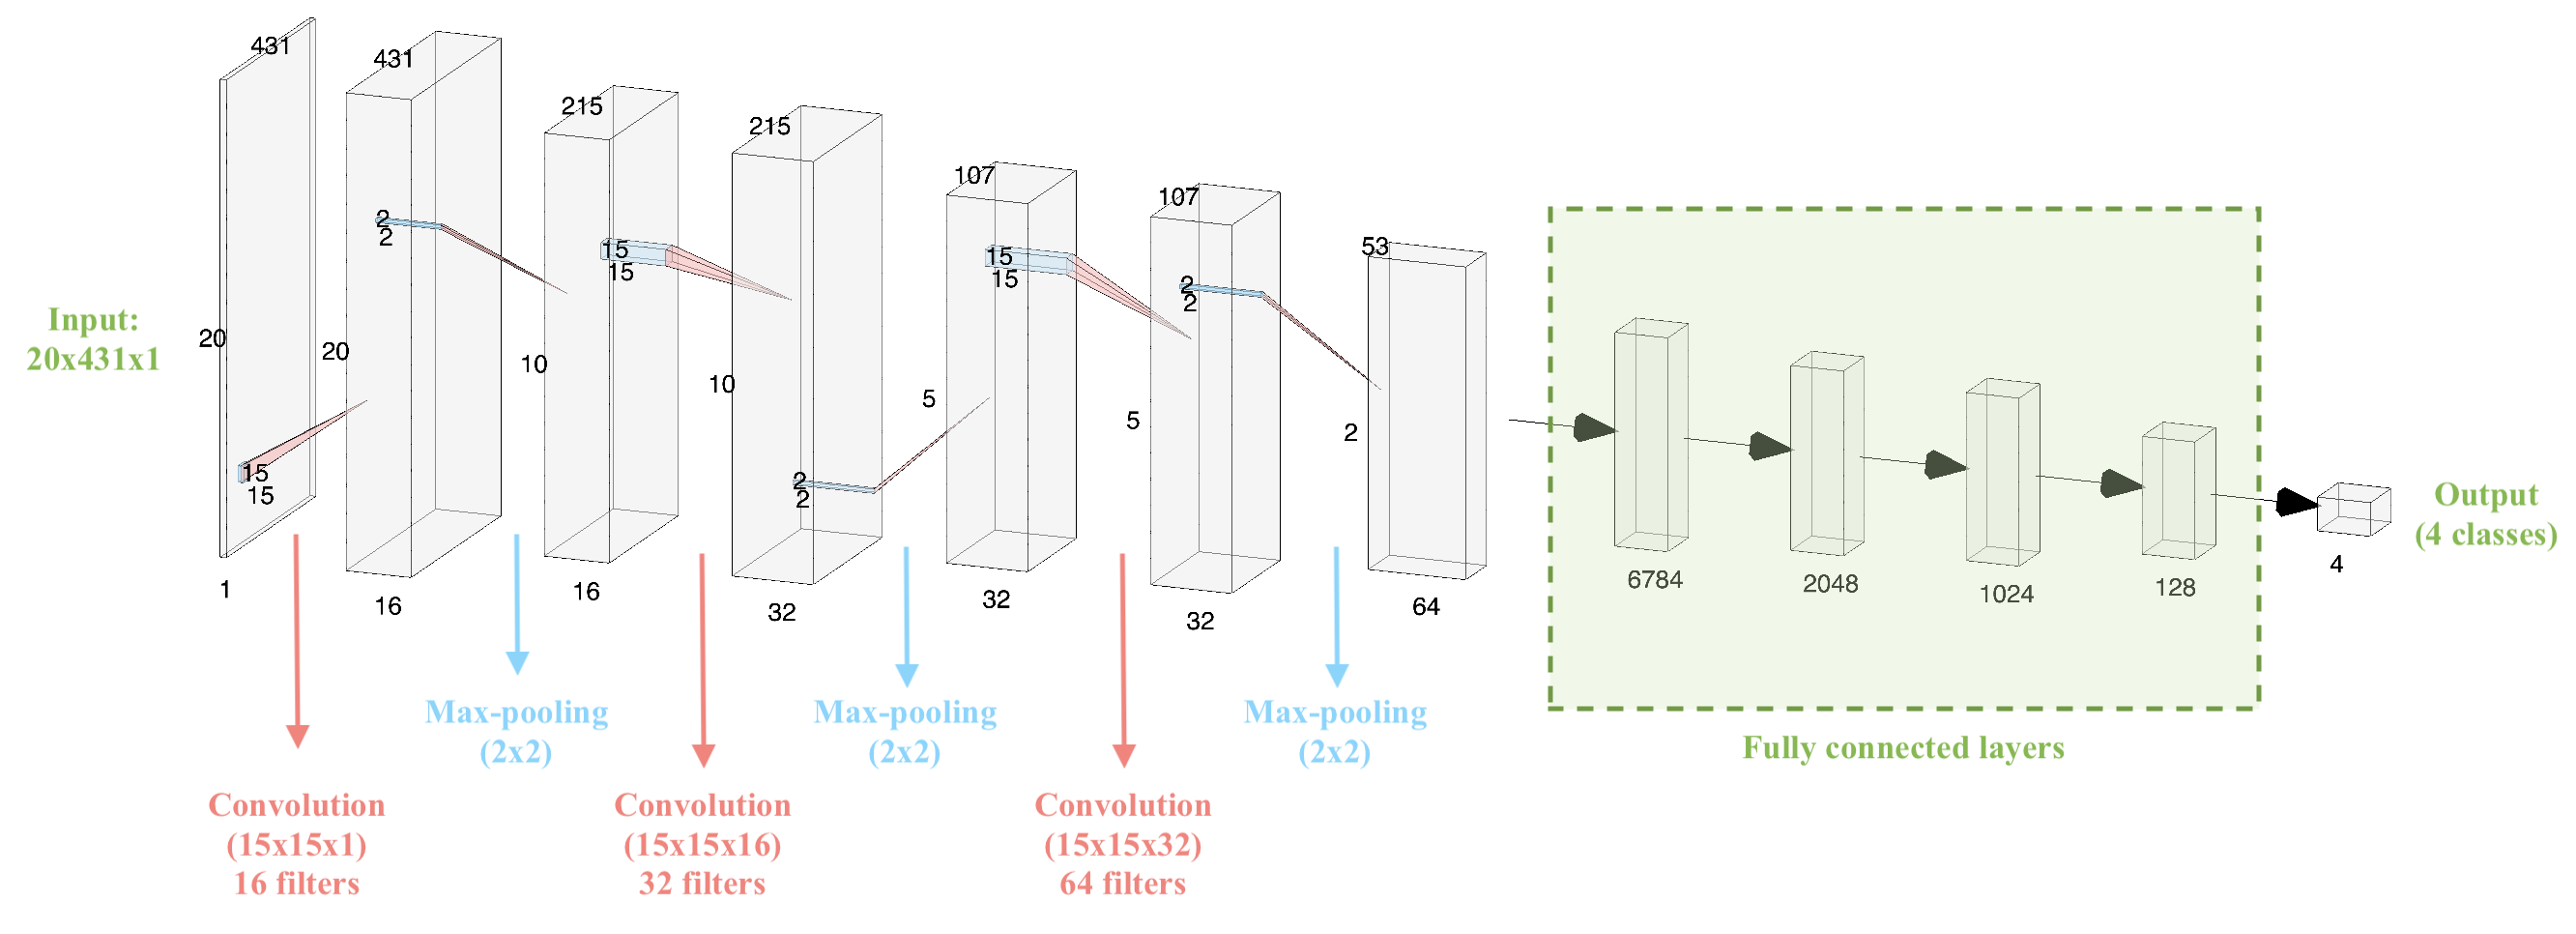 431
431
215
215
107
107
53
2
2
15
15
15
15
2
2
Input:
20x431x1
20
20
10
10
5
5
2
15
15
2
2
Output
(4 classes)
1
16
16
32
32
32
64
6784
2048
1024
128
4
Max-pooling
(2x2)
Max-pooling
(2x2)
Max-pooling
(2x2)
Fully connected layers
Convolution
(15x15x1)
16 filters
Convolution
(15x15x16)
32 filters
Convolution
(15x15x32)
64 filters